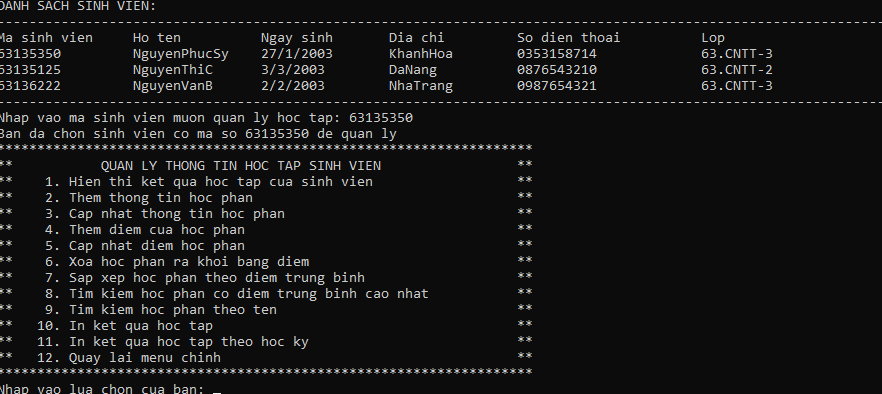 DANH SACH SINH VIEN:
--------------------------------------------------------------------------------------------------------------
Ma sinh vien Ho ten Ngay sinh Dia chi So dien thoai Lop
63135350 NguyenPhucSy 27/1/2003 KhanhHoa 0353158714 63.CNTT-3
63135125 NguyenThiC 3/3/2003 DaNang 0876543210 63.CNTT-2
63136222 NguyenVanB 2/2/2003 NhaTrang 0987654321 63.CNTT-3
--------------------------------------------------------------------------------------------------------------
Nhap vao ma sinh vien muon quan ly hoc tap: 63135350
Ban da chon sinh vien co ma so 63135350 de quan ly
*******************************************************************
** QUAN LY THONG TIN HOC TAP SINH VIEN **
** 1. Hien thi ket qua hoc tap cua sinh vien **
** 2. Them thong tin hoc phan **
** 3. Cap nhat thong tin hoc phan **
** 4. Them diem cua hoc phan **
** 5. Cap nhat diem hoc phan **
** 6. Xoa hoc phan ra khoi bang diem **
** 7. Sap xep hoc phan theo diem trung binh **
** 8. Tim kiem hoc phan co diem trung binh cao nhat **
** 9. Tim kiem hoc phan theo ten **
** 10. In ket qua hoc tap **
** 11. In ket qua hoc tap theo hoc ky **
** 12. Quay lai menu chinh **
*******************************************************************
Nhap vao lua chon cua ban: _